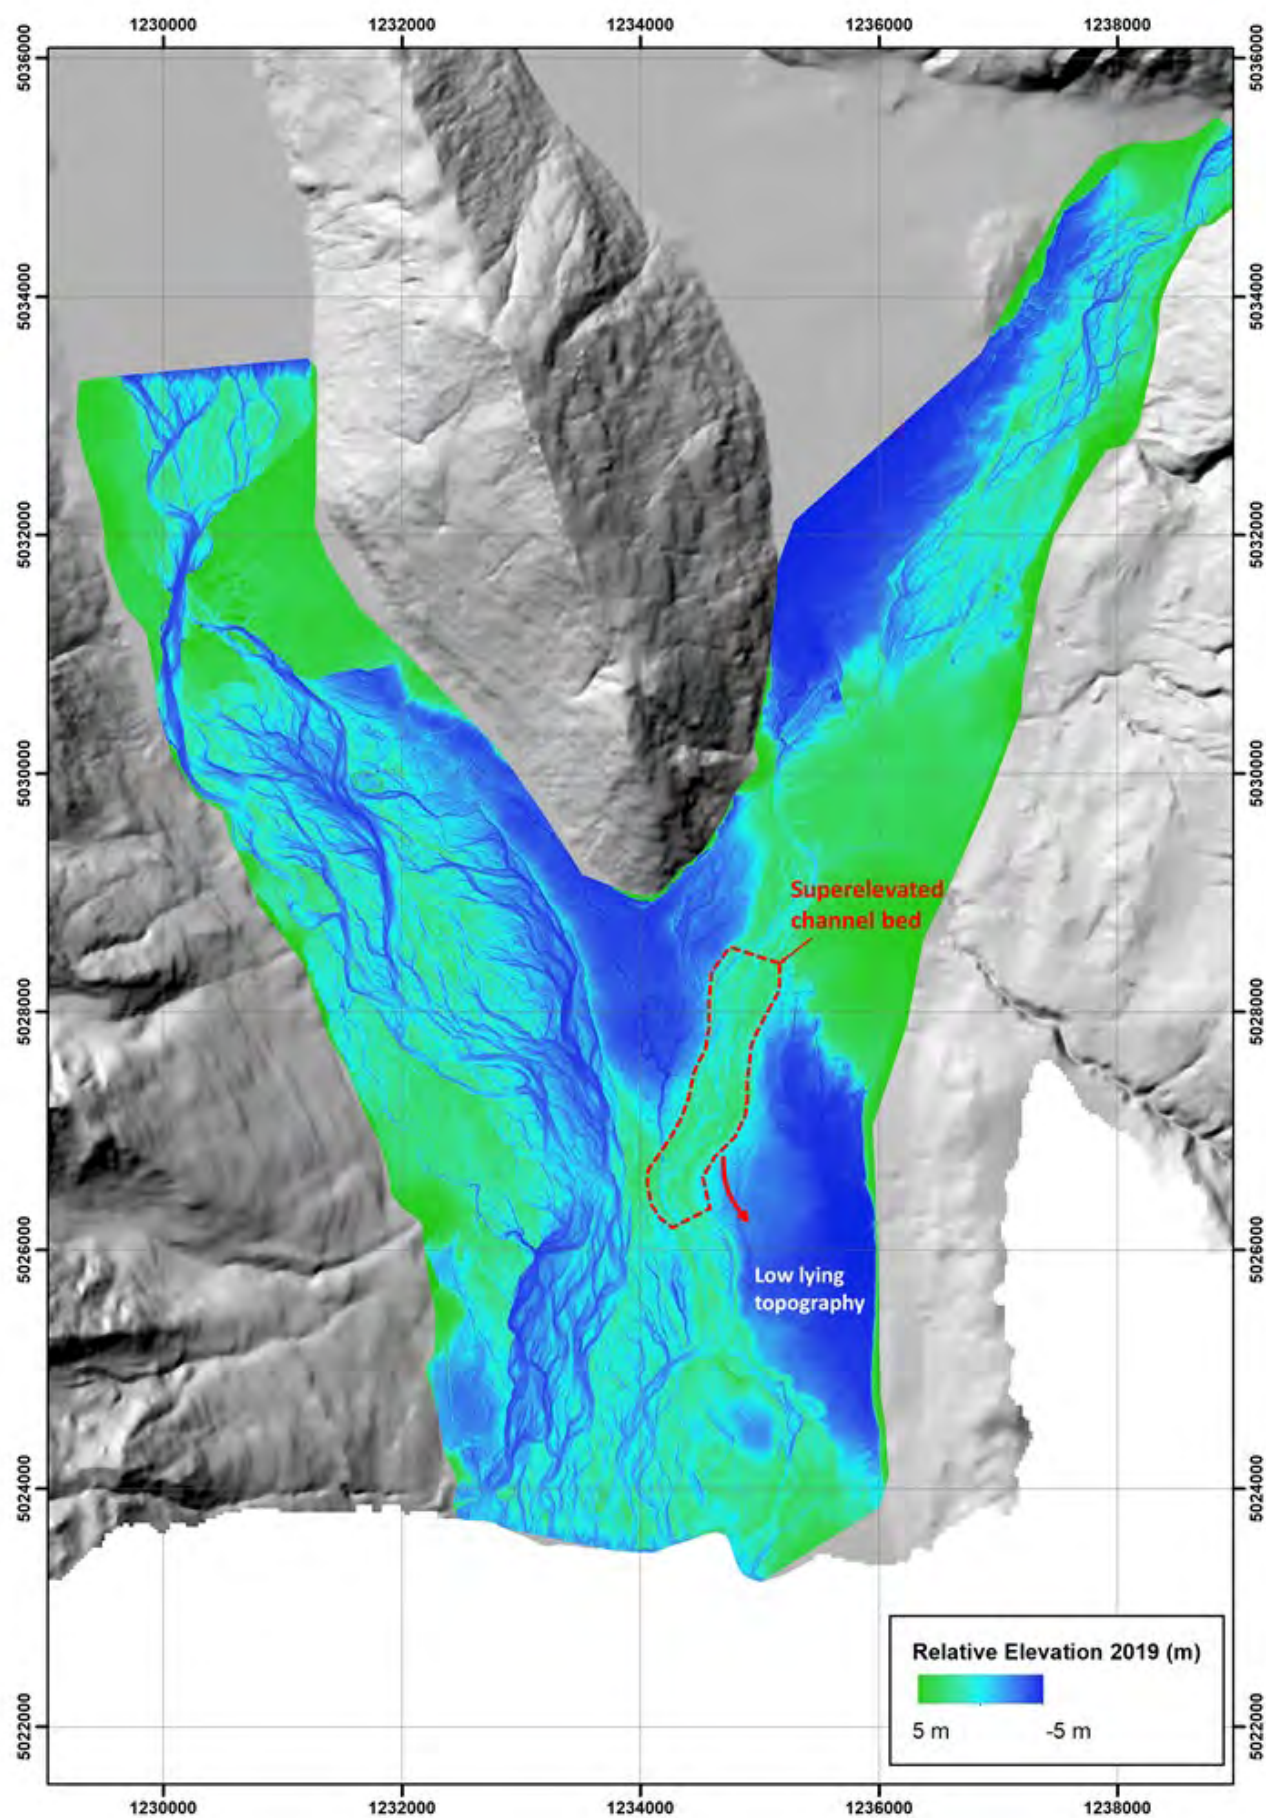 1230000 1232000 1234000 1236000 1238000
5036000 5036000
5034000 5034000
5032000 5032000
5030000 5030000
Superelevated
channel bed
5028000 5028000
5026000 5026000
Low lying
topography
5024000 5024000
Relative Elevation 2019 (m)
5 m -5 m
5022000 5022000
1230000 1232000 1234000 1236000 1238000